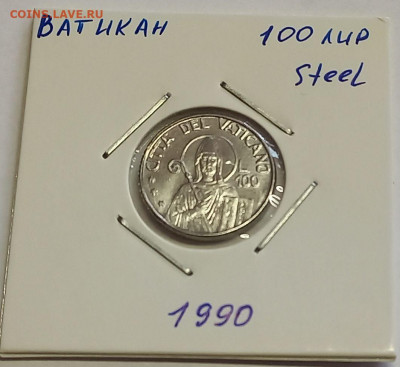 COINS.LAVE.RU
ВАТИКАН
100 лир
Steel
CITTA' DEL VATICANO
L
100
1990